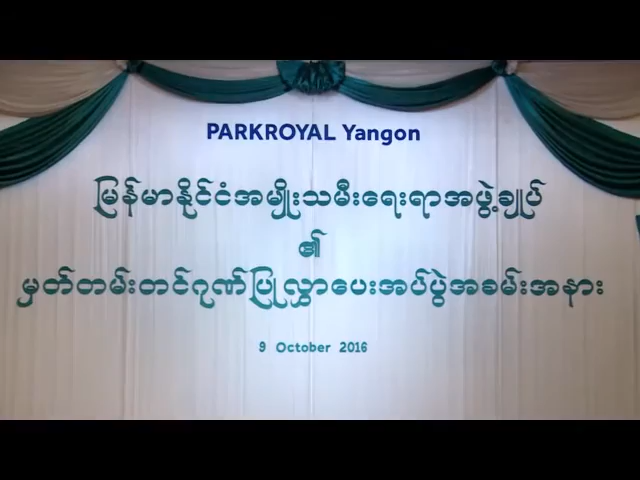 PARKROYAL Yangon
မြန်မာနိုင်ငံအမျိုးသမီးရေးရာအဖွဲ့ချုပ်
၏
မှတ်တမ်းတင်ဂုဏ်ပြုလွှာပေးအပ်ပွဲအခမ်းအနား
9 October 2016